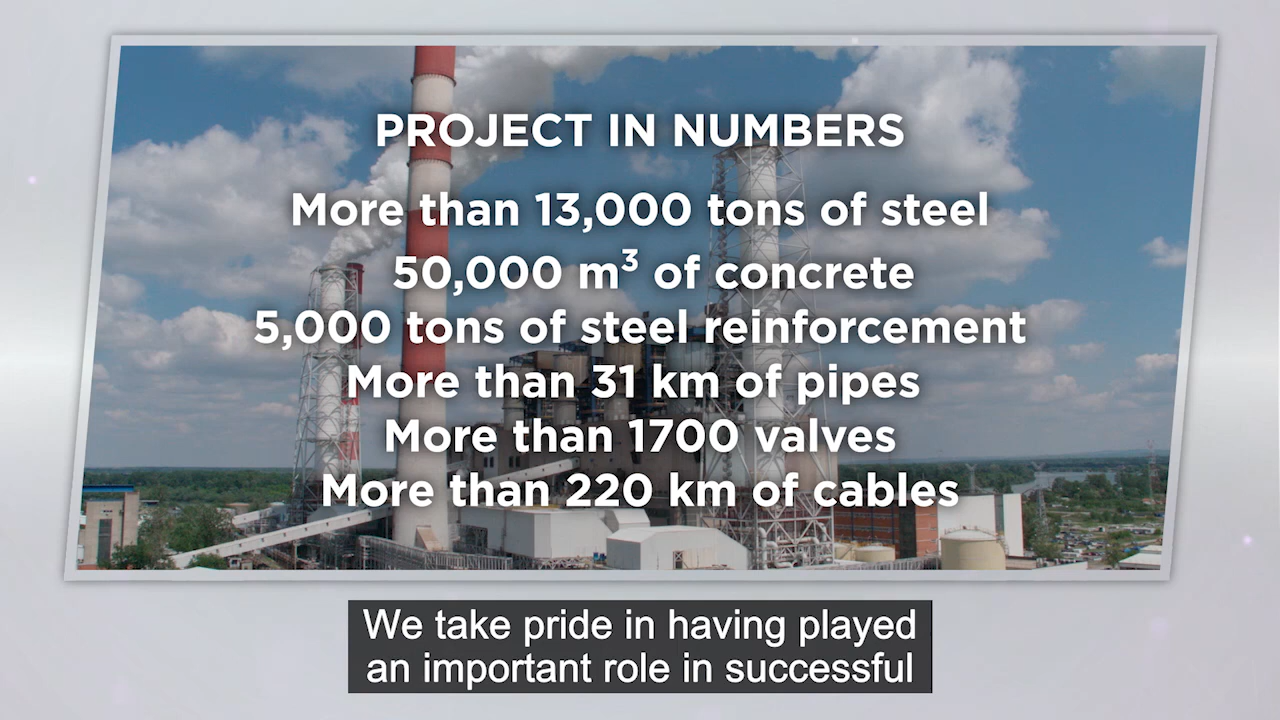 PROJECT IN NUMBERS
More than 13,000 tons of steel
50,000 m³ of concrete
5,000 tons of steel reinforcement
More than 31 km of pipes
More than 1700 valves
More than 220 km of cables
We take pride in having played
an important role in successful